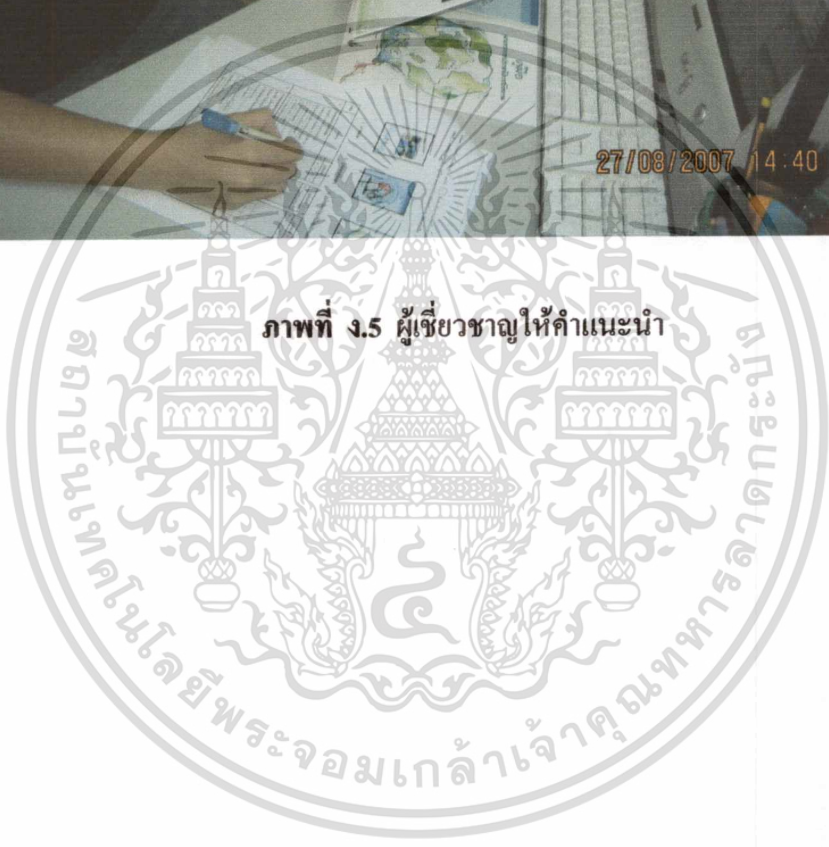 27/08/2007 14:40
ภาพที่ ง.5 ผู้เชี่ยวชาญให้คำแนะนำ
สถาบันเทคโนโลยีพระจอมเกล้าเจ้าคุณทหารลาดกระบัง